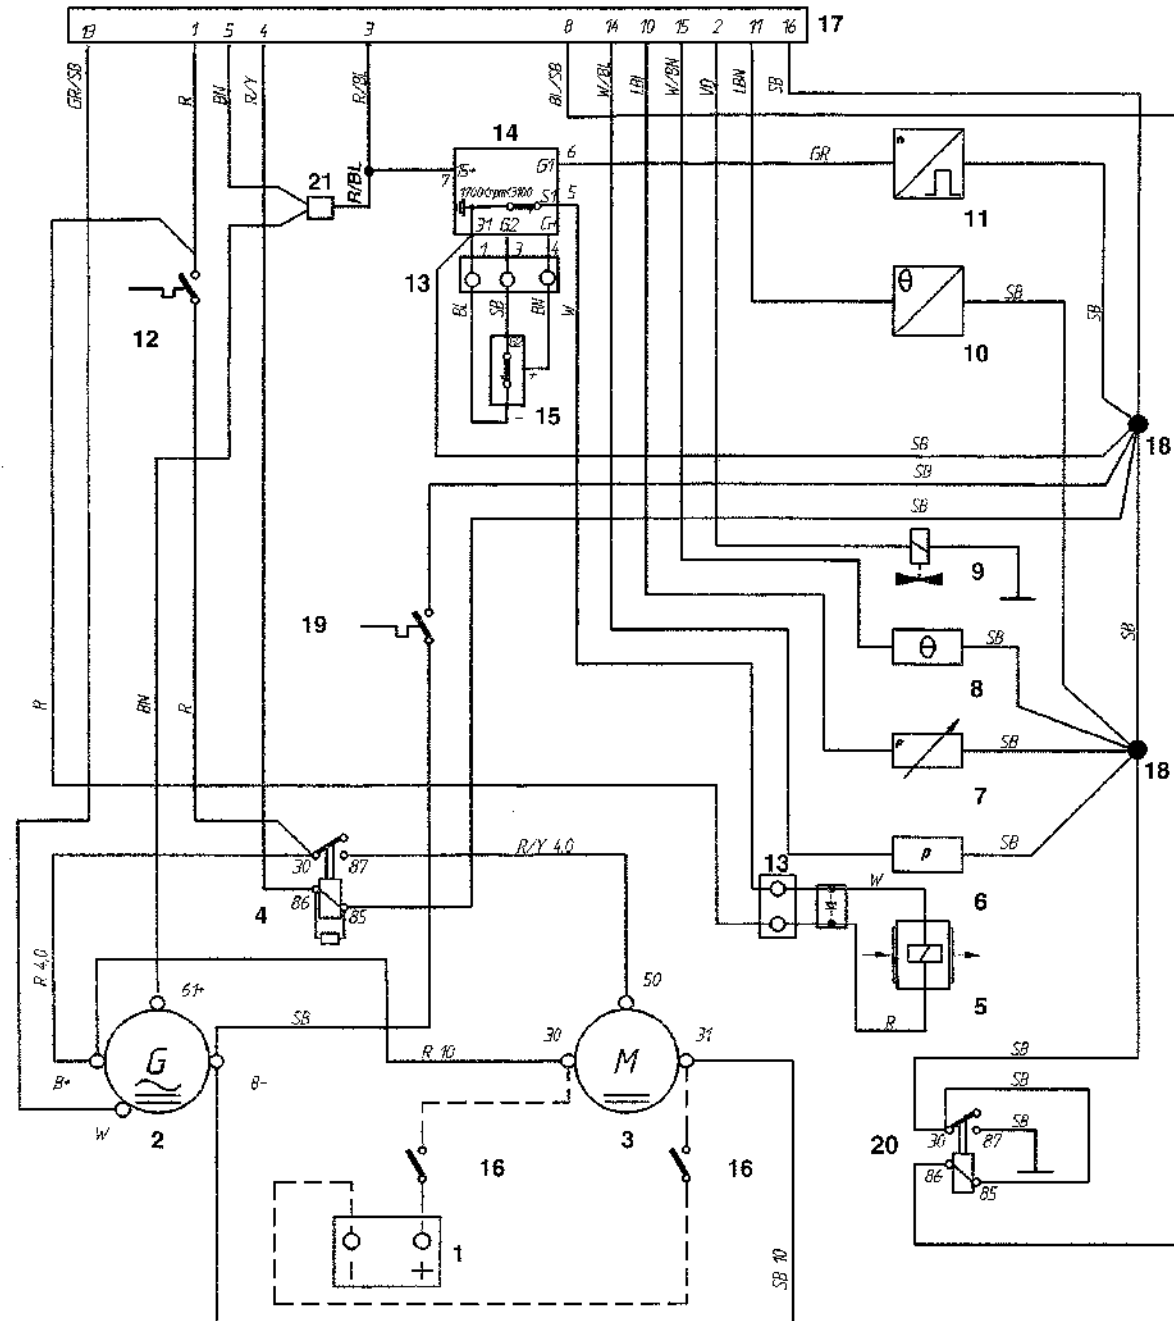 13 1 5 4 3 8 14 10 15 2 11 16 17
GR/SB R BN R/Y R/BL BL/SB W/BL LBL W/BN VO LBN SB
14
6
G1 GR n
21 R/BL 7 15+
1700<rpm<3100 S1 5
11
31 G2
1 3 4
13
θ SB SB
BL SB BN W
12
10
+
15 -
SB 18
SB
SB
9
19
SB
θ SB
8
R BN R
P SB 18
7
R/Y 4,0 13
30 87 P SB
86 W 6
4 85
R 4,0
61+ 50 5
SB 30 31 R
G R 10 M SB
B+ B- SB
W 30 87 SB
2 3 20
16 16 86 85
1
- +
SB 10